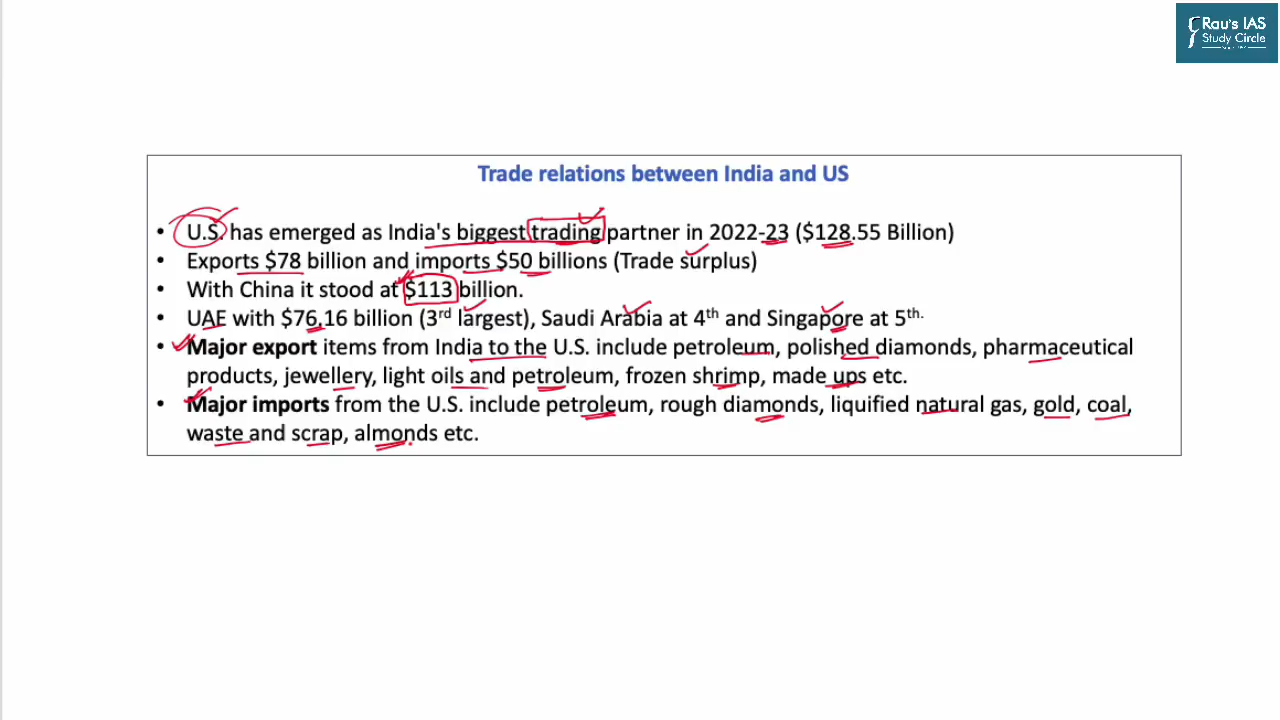 Rau's IAS
Study Circle
Trade relations between India and US
• U.S. has emerged as India's biggest trading partner in 2022-23 ($128.55 Billion)
• Exports $78 billion and imports $50 billions (Trade surplus)
• With China it stood at $113 billion.
• UAE with $76,16 billion (3rd largest), Saudi Arabia at 4th and Singapore at 5th.
• Major export items from India to the U.S. include petroleum, polished diamonds, pharmaceutical
products, jewellery, light oils and petroleum, frozen shrimp, made ups etc.
• Major imports from the U.S. include petroleum, rough diamonds, liquified natural gas, gold, coal,
waste and scrap, almonds etc.